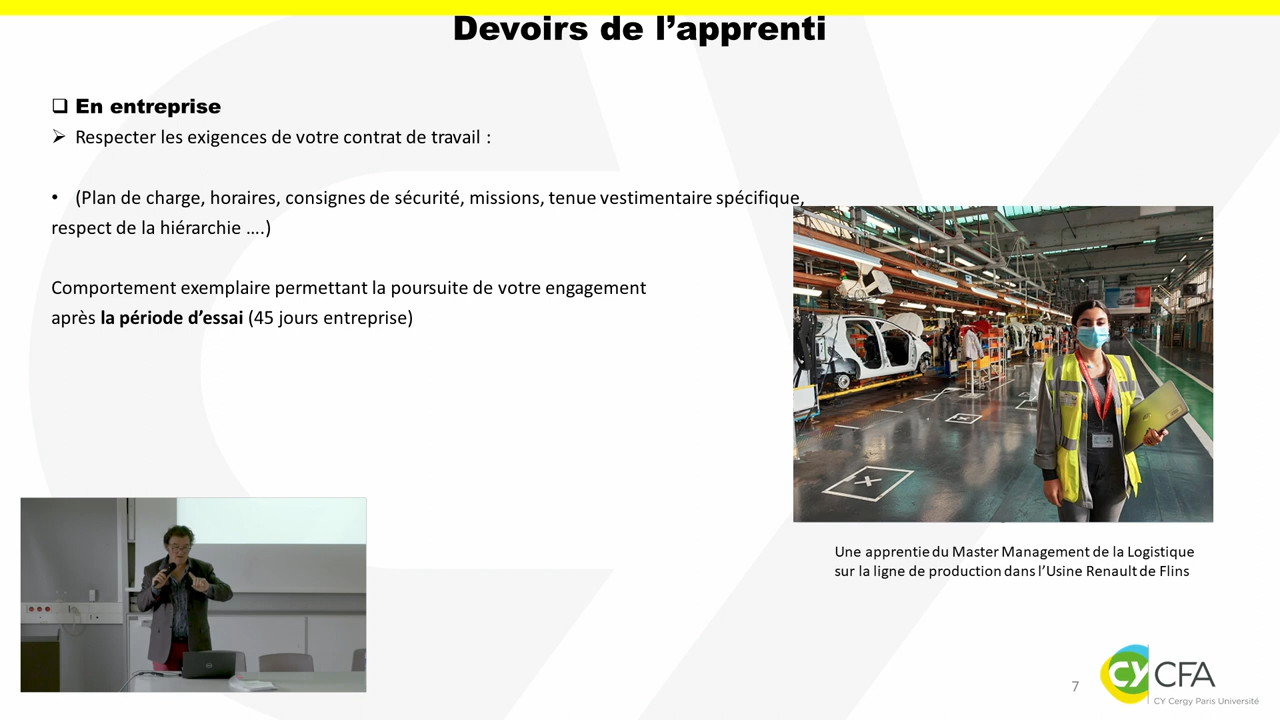 Devoirs de l’apprenti
En entreprise
Respecter les exigences de votre contrat de travail :
• (Plan de charge, horaires, consignes de sécurité, missions, tenue vestimentaire spécifique,
respect de la hiérarchie ....)
Comportement exemplaire permettant la poursuite de votre engagement
après la période d’essai (45 jours entreprise)
Une apprentie du Master Management de la Logistique
sur la ligne de production dans l’Usine Renault de Flins
7
CY CFA
CY Cergy Paris Université